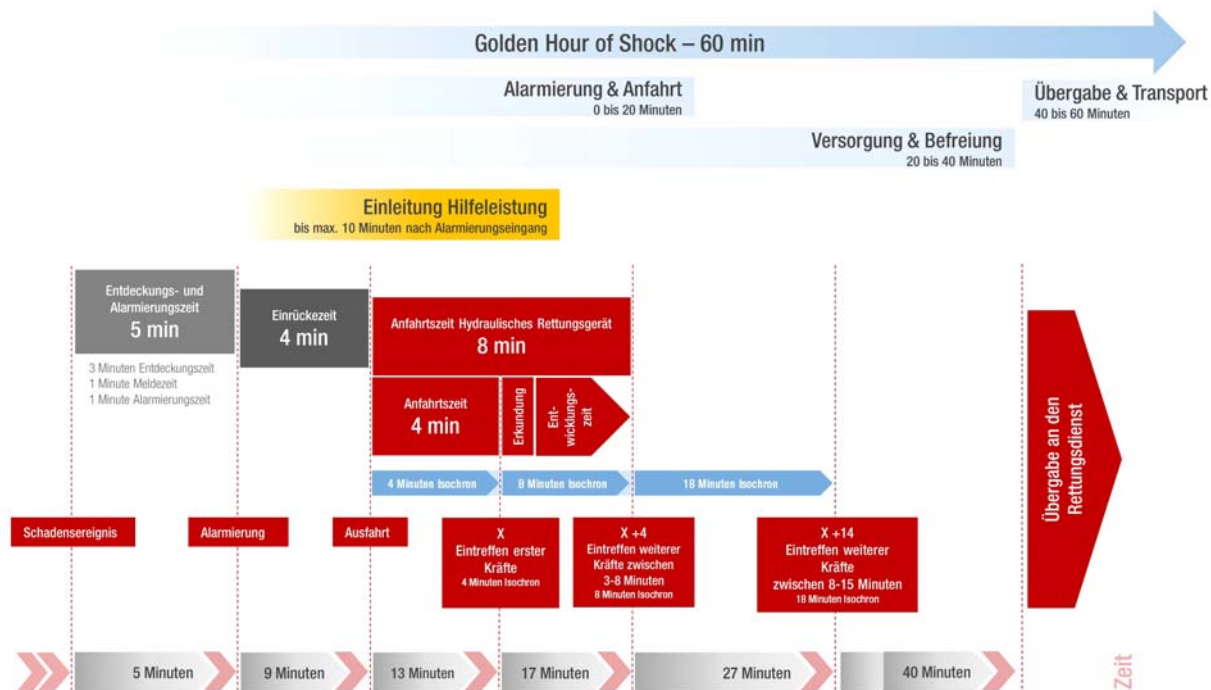 Golden Hour of Shock – 60 min
Alarmierung & Anfahrt
0 bis 20 Minuten
Übergabe & Transport
40 bis 60 Minuten
Versorgung & Befreiung
20 bis 40 Minuten
Einleitung Hilfeleistung
bis max. 10 Minuten nach Alarmierungseingang
Entdeckungs- und
Alarmierungszeit
5 min
3 Minuten Entdeckungszeit
1 Minute Meldezeit
1 Minute Alarmierungszeit
Einrückezeit
4 min
Anfahrtszeit Hydraulisches Rettungsgerät
8 min
Anfahrtszeit
4 min
Erkundung
Ent-
wicklungs-
zeit
4 Minuten Isochron
8 Minuten Isochron
18 Minuten Isochron
Übergabe an den
Rettungsdienst
Schadensereignis
Alarmierung
Ausfahrt
X
Eintreffen erster
Kräfte
4 Minuten Isochron
X +4
Eintreffen weiterer
Kräfte zwischen
3-8 Minuten
8 Minuten Isochron
X +14
Eintreffen weiterer
Kräfte
zwischen 8-15 Minuten
18 Minuten Isochron
5 Minuten
9 Minuten
13 Minuten
17 Minuten
27 Minuten
40 Minuten
Zeit